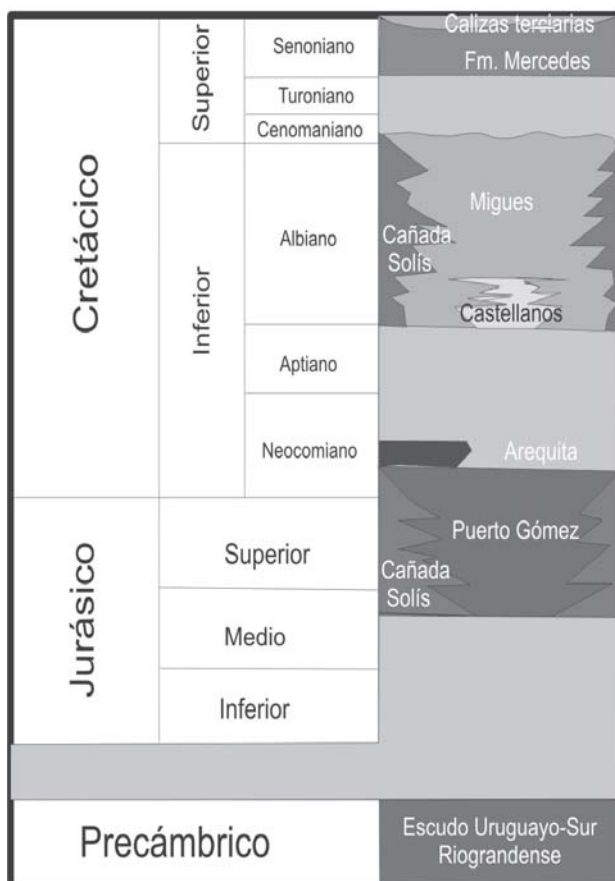 Cretácico
Superior
Senoniano
Turoniano
Cenomaniano
Inferior
Albiano
Aptiano
Neocomiano
Jurásico
Superior
Medio
Inferior
Precámbrico
Calizas terciarias
Fm. Mercedes
Migues
Cañada
Solís
Castellanos
Arequita
Puerto Gómez
Cañada
Solís
Escudo Uruguayo-Sur
Riograndense